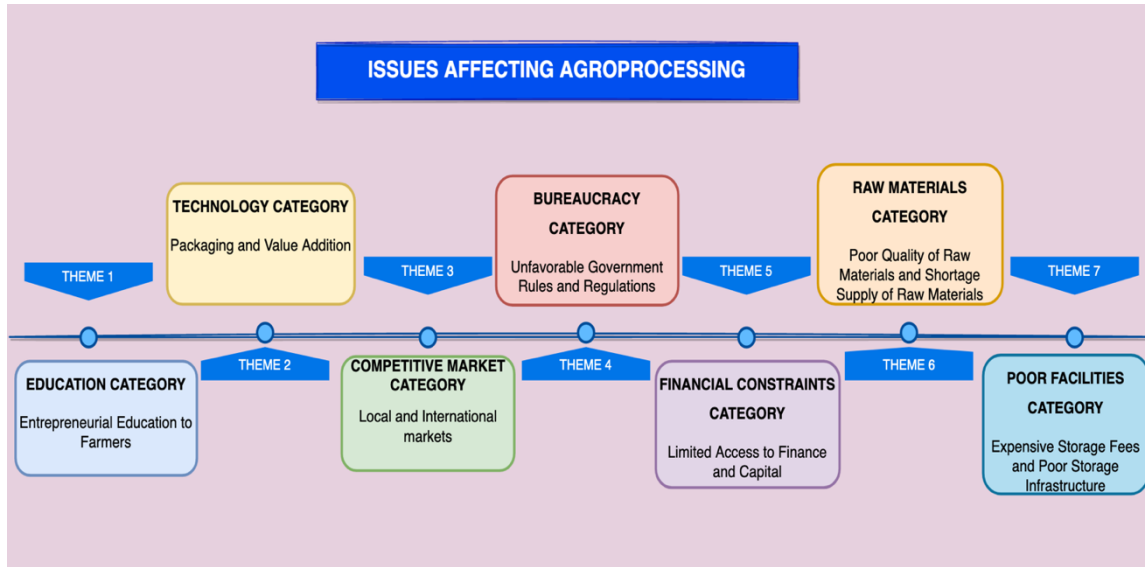 ISSUES AFFECTING AGROPROCESSING
THEME 1
EDUCATION CATEGORY
Entrepreneurial Education to
Farmers
TECHNOLOGY CATEGORY
Packaging and Value Addition
THEME 2
THEME 3
COMPETITIVE MARKET
CATEGORY
Local and International
markets
BUREAUCRACY
CATEGORY
Unfavorable Government
Rules and Regulations
THEME 4
THEME 5
FINANCIAL CONSTRAINTS
CATEGORY
Limited Access to Finance
and Capital
RAW MATERIALS
CATEGORY
Poor Quality of Raw
Materials and Shortage
Supply of Raw Materials
THEME 6
THEME 7
POOR FACILITIES
CATEGORY
Expensive Storage Fees
and Poor Storage
Infrastructure